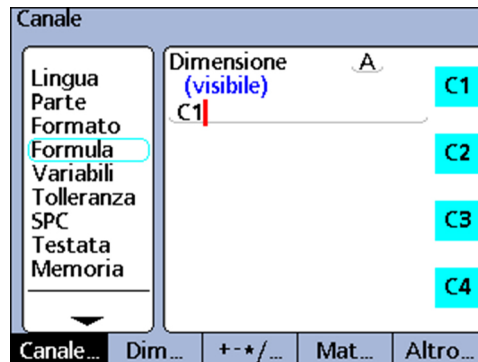 Canale
Lingua
Parte
Formato
Formula
Variabili
Tolleranza
SPC
Testata
Memoria
Dimensione A
(visibile)
C1
C1
C2
C3
C4
Canale... Dim... +-*/... Mat... Altro...